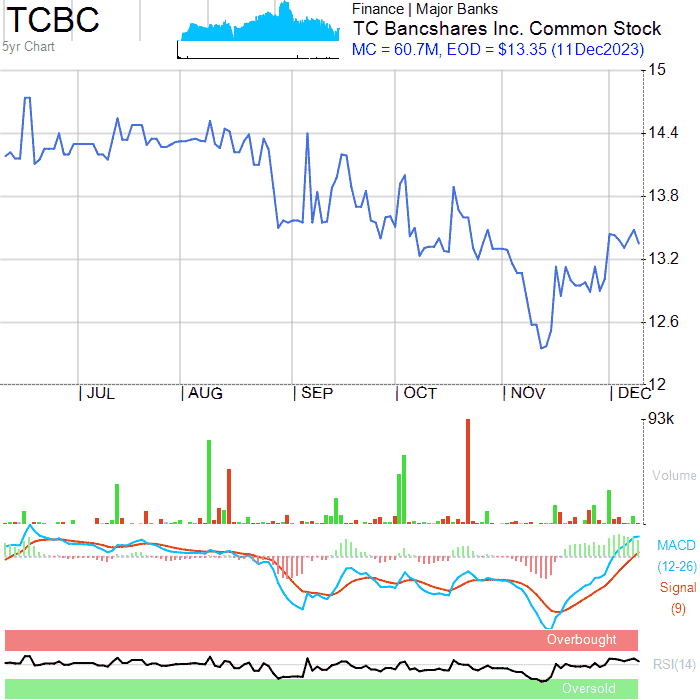 TCBC
5yr Chart
Finance | Major Banks
TC Bancshares Inc. Common Stock
MC = 60.7M, EOD = $13.35 (11Dec2023)
15
14.4
13.8
13.2
12.6
12
| JUL | AUG | SEP | OCT | NOV | DEC
93k
Volume
MACD
(12-26)
Signal
(9)
Overbought
RSI(14)
Oversold